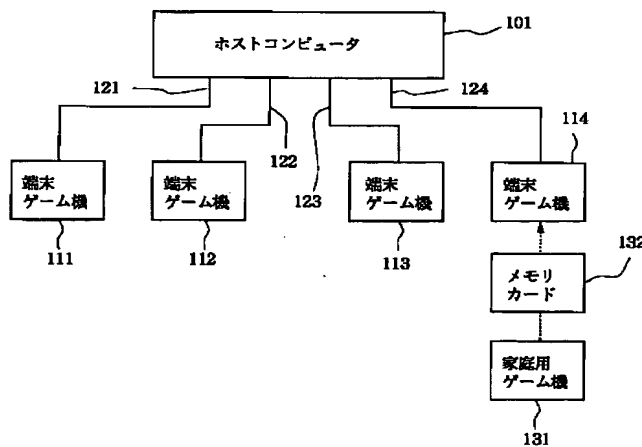 ホストコンピュータ
101
121
122
123
124
114
端末
ゲーム機
111
端末
ゲーム機
112
端末
ゲーム機
113
端末
ゲーム機
メモリ
カード
132
家庭用
ゲーム機
131